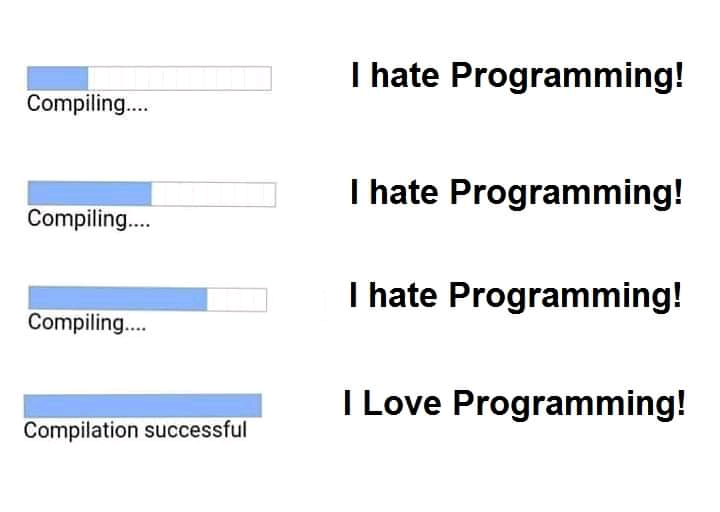 I hate Programming!
Compiling....
I hate Programming!
Compiling....
I hate Programming!
Compiling....
I Love Programming!
Compilation successful